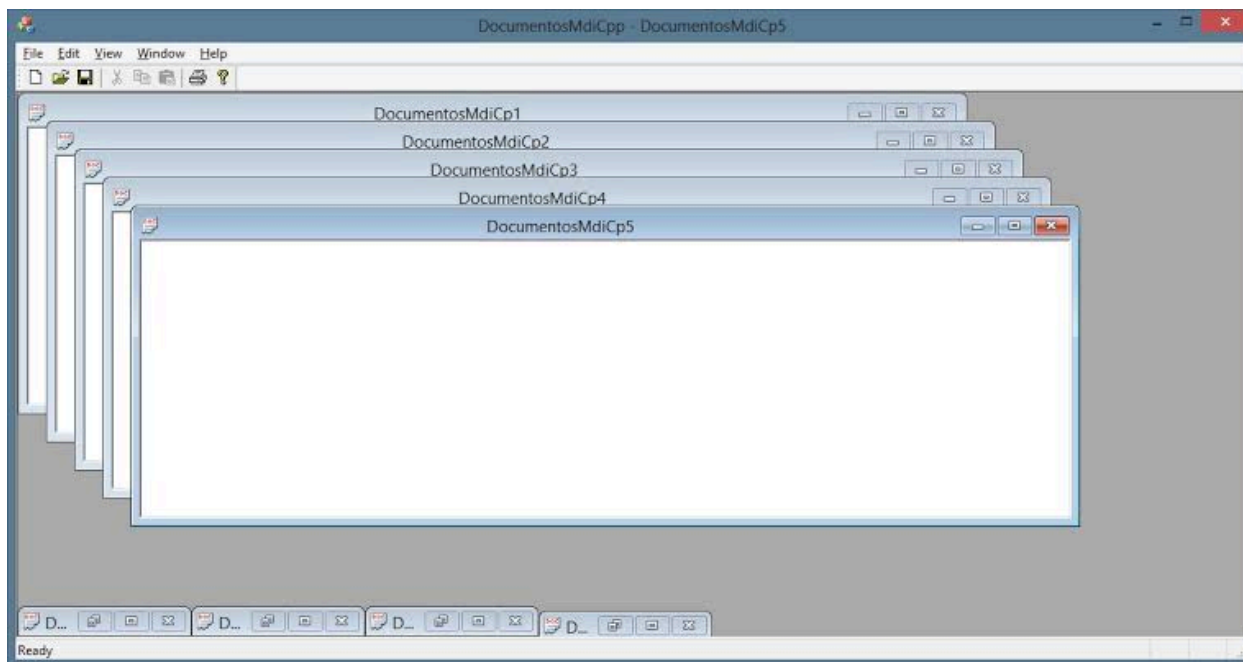 DocumentosMdiCpp - DocumentosMdiCp5
File Edit View Window Help
DocumentosMdiCp1
DocumentosMdiCp2
DocumentosMdiCp3
DocumentosMdiCp4
DocumentosMdiCp5
D... D... D... D...
Ready